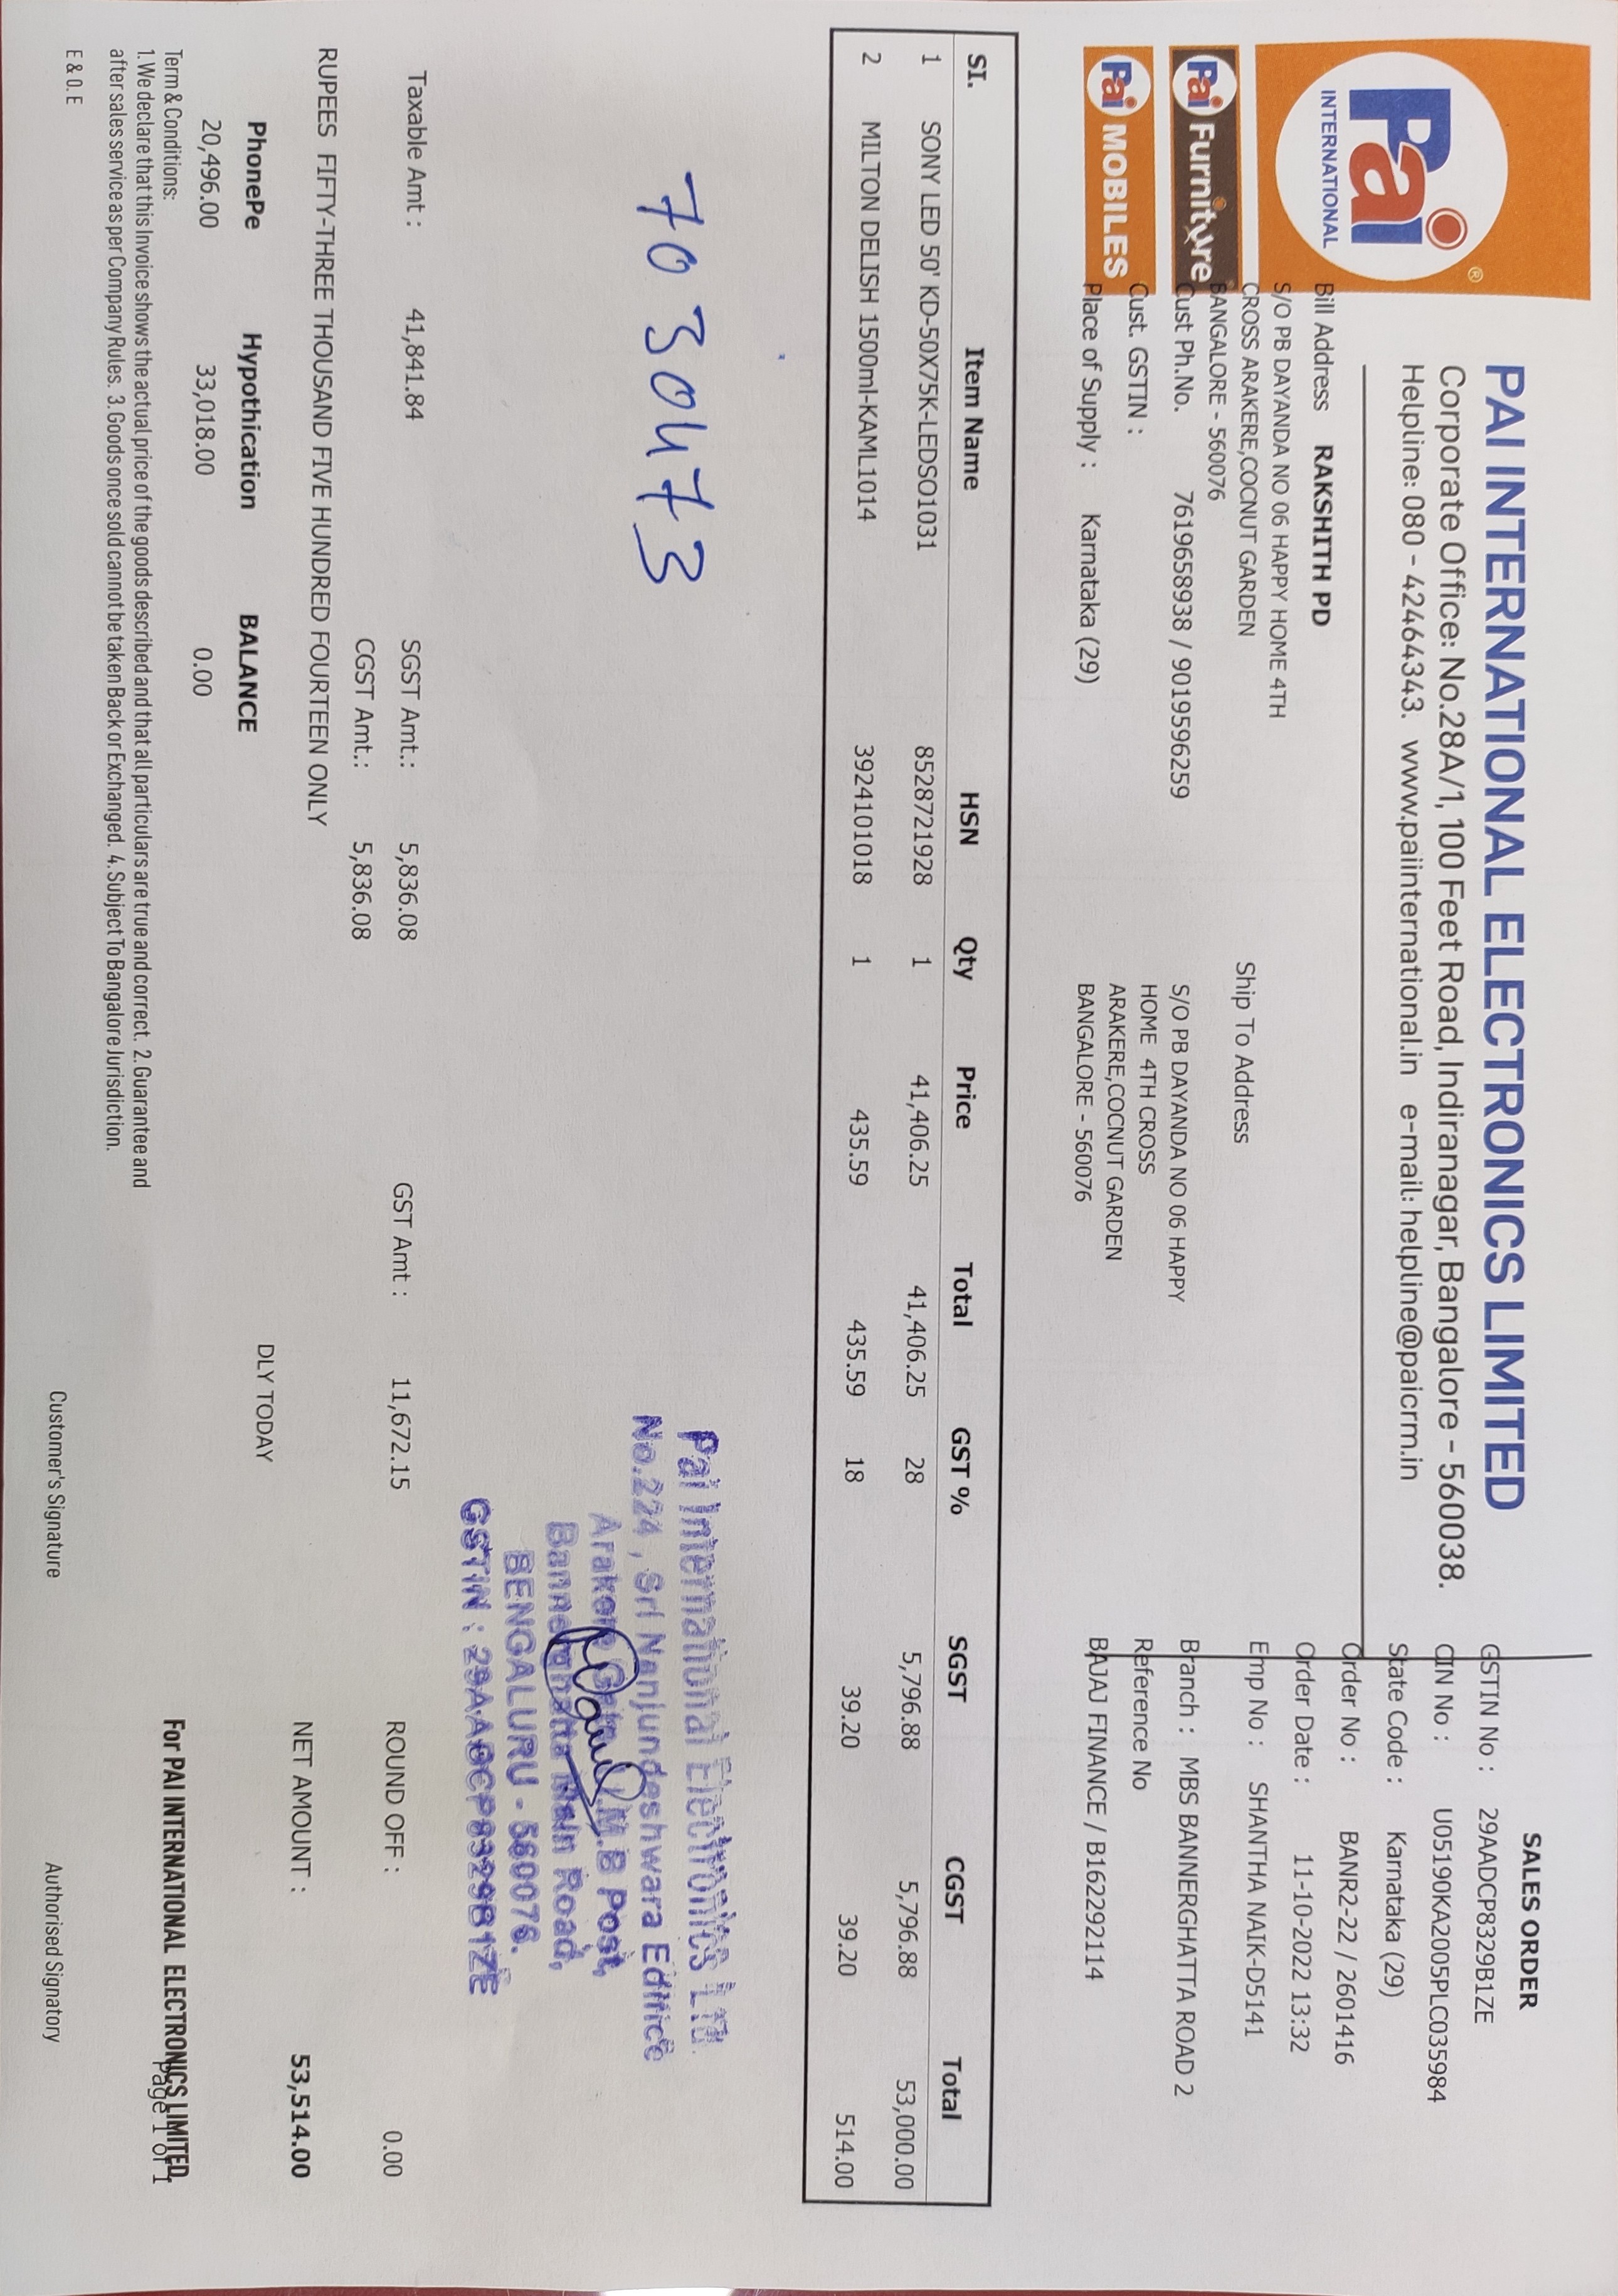 Pai
INTERNATIONAL
®
Pai Furniture
Pai MOBILES
PAI INTERNATIONAL ELECTRONICS LIMITED
Corporate Office: No.28A/1, 100 Feet Road, Indiranagar, Bangalore - 560038.
Helpline: 080 - 42464343. www.paiinternational.in e-mail: helpline@paicrm.in
SALES ORDER
GSTIN No : 29AADCP8329B1ZE
CIN No : U05190KA2005PLC035984
State Code : Karnataka (29)
Order No : BANR2-22 / 2601416
Order Date : 11-10-2022 13:32
Emp No : SHANTHA NAIK-D5141
Branch : MBS BANNERGHATTA ROAD 2
Reference No
BAJAJ FINANCE / B162292114
Bill Address RAKSHITH PD
S/O PB DAYANDA NO 06 HAPPY HOME 4TH
CROSS ARAKERE,COCNUT GARDEN
BANGALORE - 560076
Cust Ph.No. 7619658938 / 9019596259
Cust. GSTIN :
Place of Supply : Karnataka (29)
Ship To Address
S/O PB DAYANDA NO 06 HAPPY
HOME 4TH CROSS
ARAKERE,COCNUT GARDEN
BANGALORE - 560076
SI. Item Name HSN Qty Price Total GST % SGST CGST Total
1 SONY LED 50' KD-50X75K-LEDSO1031 8528721928 1 41,406.25 41,406.25 28 5,796.88 5,796.88 53,000.00
2 MILTON DELISH 1500ml-KAML1014 3924101018 1 435.59 435.59 18 39.20 39.20 514.00
7030473
Pai International Electronics Ltd.
No.224, Sri Nanjundeshwara Edifice
Arakere Gate, V.M.B Post,
Bannerghatta Main Road,
BENGALURU - 560076.
GSTIN : 29AADCP8329B1ZE
Taxable Amt : 41,841.84 SGST Amt.: 5,836.08 GST Amt : 11,672.15 ROUND OFF : 0.00
CGST Amt.: 5,836.08
RUPEES FIFTY-THREE THOUSAND FIVE HUNDRED FOURTEEN ONLY NET AMOUNT : 53,514.00
DLY TODAY
PhonePe Hypothication BALANCE
20,496.00 33,018.00 0.00
Term & Conditions:
1. We declare that this Invoice shows the actual price of the goods described and that all particulars are true and correct. 2. Guarantee and
after sales service as per Company Rules. 3. Goods once sold cannot be taken Back or Exchanged. 4. Subject To Bangalore Jurisdiction.
E & O. E
For PAI INTERNATIONAL ELECTRONICS LIMITED.
Page 1 of 1
Customer's Signature Authorised Signatory